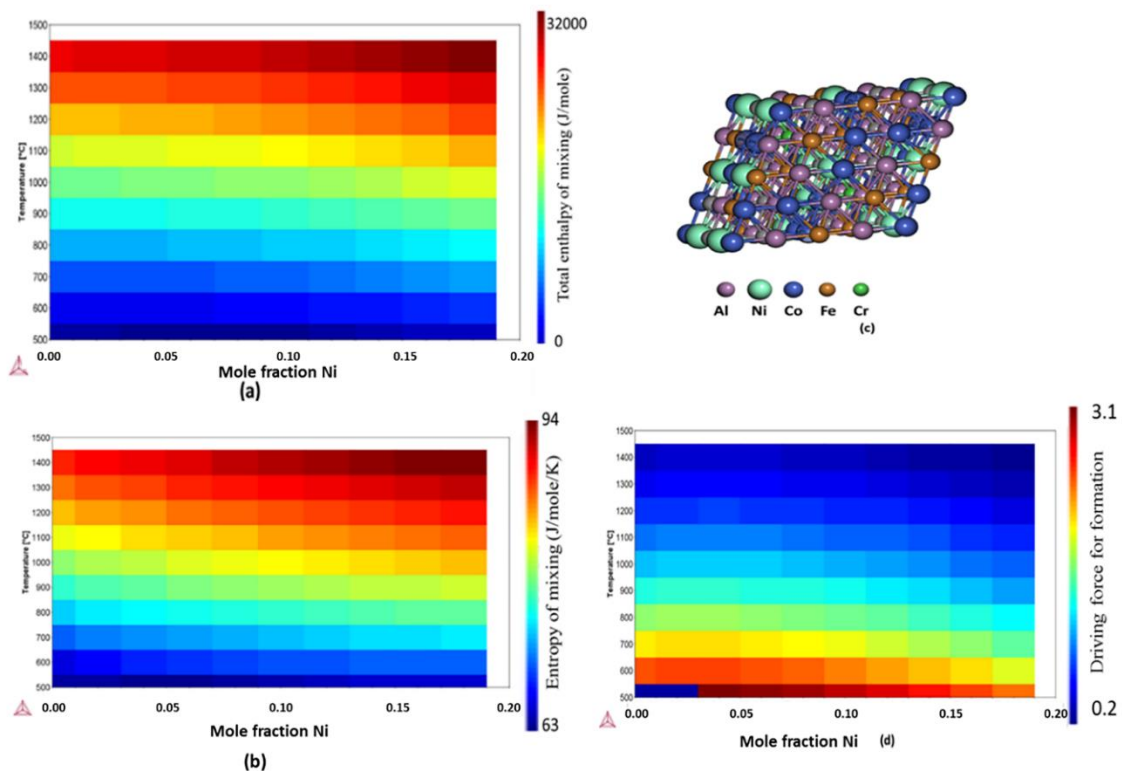 1500
1400
1300
1200
1100
1000
900
800
700
600
500
Temperature [°C]
0.00 0.05 0.10 0.15 0.20
Mole fraction Ni
(a)
32000
Total enthalpy of mixing (J/mole)
0
Al Ni Co Fe Cr
(c)
1500
1400
1300
1200
1100
1000
900
800
700
600
500
Temperature [°C]
0.00 0.05 0.10 0.15 0.20
Mole fraction Ni
(b)
94
Entropy of mixing (J/mole/K)
63
1500
1400
1300
1200
1100
1000
900
800
700
600
500
Temperature [°C]
0.00 0.05 0.10 0.15 0.20
Mole fraction Ni (d)
3.1
Driving force for formation
0.2